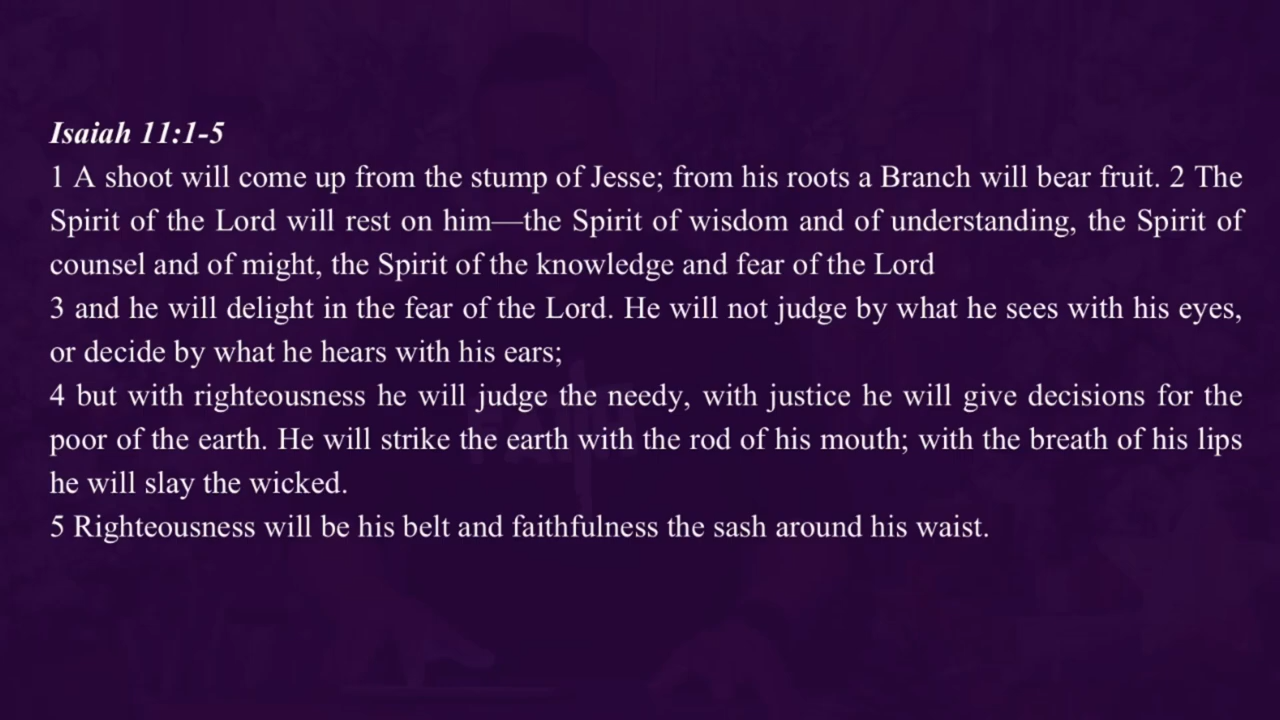 Isaiah 11:1-5
1 A shoot will come up from the stump of Jesse; from his roots a Branch will bear fruit. 2 The
Spirit of the Lord will rest on him—the Spirit of wisdom and of understanding, the Spirit of
counsel and of might, the Spirit of the knowledge and fear of the Lord
3 and he will delight in the fear of the Lord. He will not judge by what he sees with his eyes,
or decide by what he hears with his ears;
4 but with righteousness he will judge the needy, with justice he will give decisions for the
poor of the earth. He will strike the earth with the rod of his mouth; with the breath of his lips
he will slay the wicked.
5 Righteousness will be his belt and faithfulness the sash around his waist.